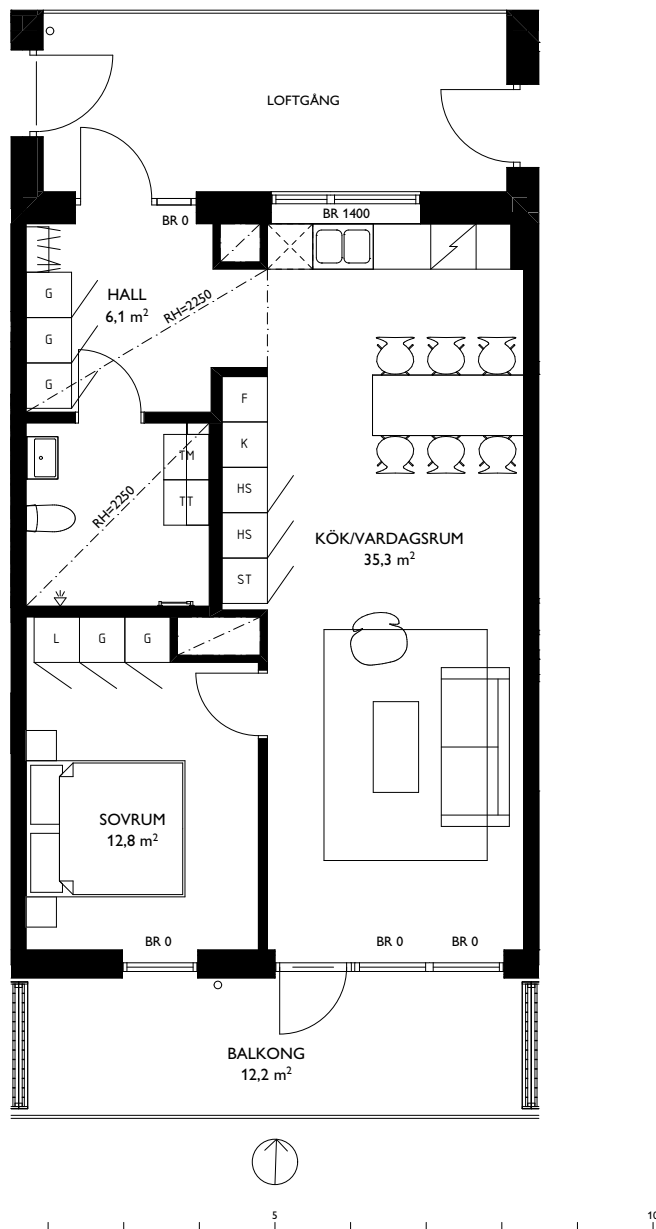 LOFTGÅNG
BR 0
BR 1400
G
HALL
6,1 m²
RH=2250
G
G
F
K
TM
HS
TT
RH=2250
HS
KÖK/VARDAGSRUM
35,3 m²
ST
L
G
G
SOVRUM
12,8 m²
BR 0
BR 0
BR 0
BALKONG
12,2 m²
5
10